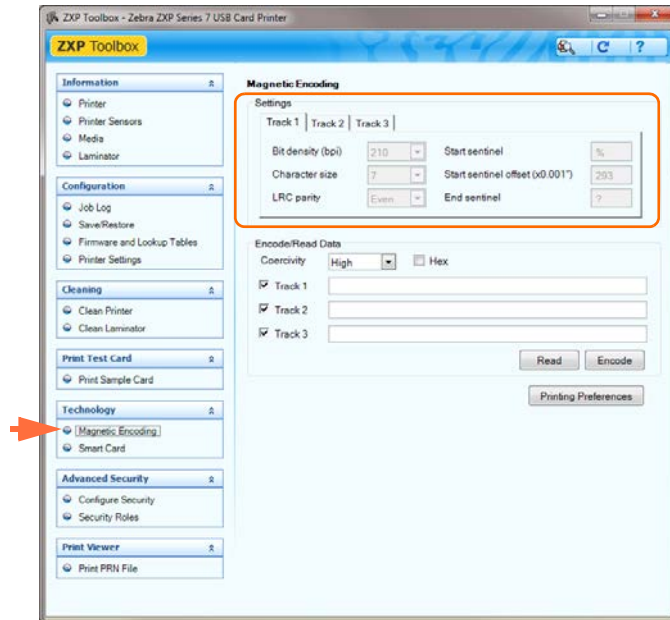 ZXP Toolbox - Zebra ZXP Series 7 USB Card Printer
ZXP Toolbox
?
Information
Printer
Printer Sensors
Media
Laminator
Configuration
Job Log
Save/Restore
Firmware and Lookup Tables
Printer Settings
Cleaning
Clean Printer
Clean Laminator
Print Test Card
Print Sample Card
Technology
Magnetic Encoding
Smart Card
Advanced Security
Configure Security
Security Roles
Print Viewer
Print PRN File
Magnetic Encoding
Settings
Track 1 Track 2 Track 3
Bit density (bpi) 210 Start sentinel %
Character size 7 Start sentinel offset (x0.001") 293
LRC parity Even End sentinel ?
Encode/Read Data
Coercivity High Hex
Track 1
Track 2
Track 3
Read Encode
Printing Preferences